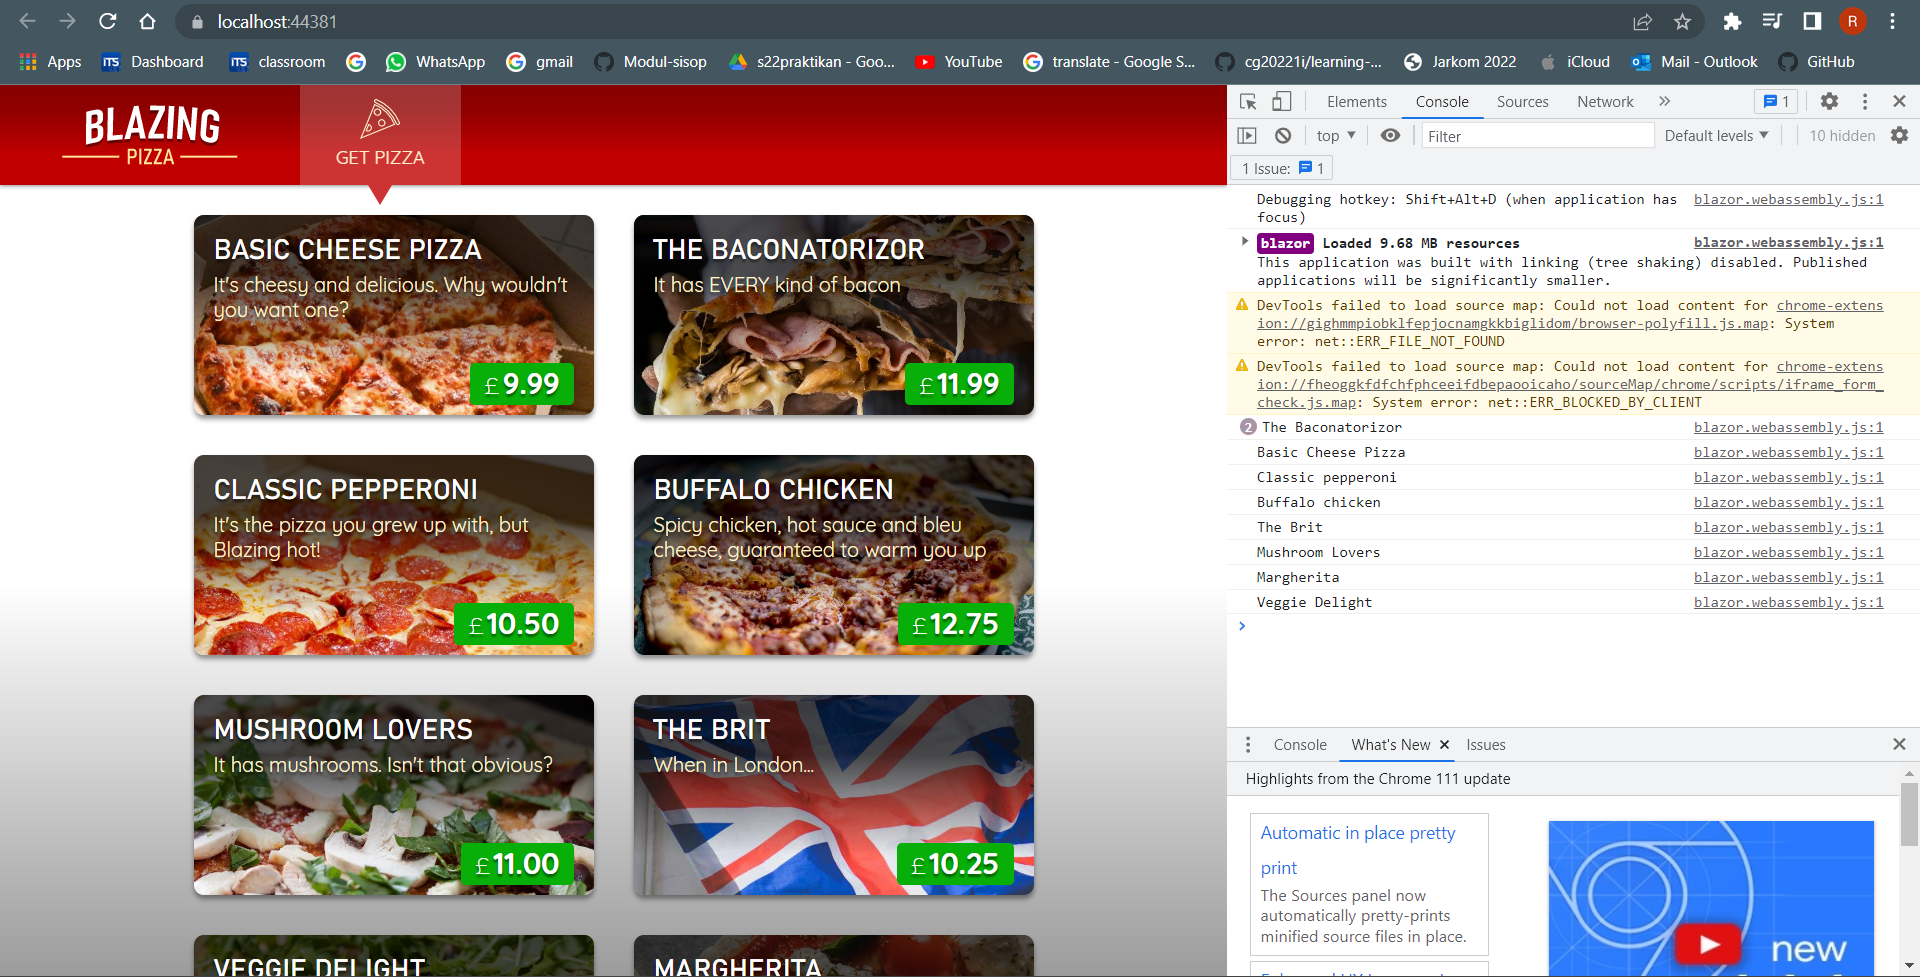 localhost:44381
R
Apps
ITS Dashboard
ITS classroom
WhatsApp
gmail
Modul-sisop
s22praktikan - Goo...
YouTube
translate - Google S...
cg20221i/learning-...
Jarkom 2022
iCloud
Mail - Outlook
GitHub
BLAZING
PIZZA
GET PIZZA
BASIC CHEESE PIZZA
It's cheesy and delicious. Why wouldn't
you want one?
£9.99
THE BACONATORIZOR
It has EVERY kind of bacon
£11.99
CLASSIC PEPPERONI
It's the pizza you grew up with, but
Blazing hot!
£10.50
BUFFALO CHICKEN
Spicy chicken, hot sauce and bleu
cheese, guaranteed to warm you up
£12.75
MUSHROOM LOVERS
It has mushrooms. Isn't that obvious?
£11.00
THE BRIT
When in London...
£10.25
VEGGIE DELIGHT
MARGHERITA
Elements Console Sources Network » 1
top Filter Default levels 10 hidden
1 Issue: 1
Debugging hotkey: Shift+Alt+D (when application has blazor.webassembly.js:1
focus)
blazor Loaded 9.68 MB resources blazor.webassembly.js:1
This application was built with linking (tree shaking) disabled. Published
applications will be significantly smaller.
DevTools failed to load source map: Could not load content for chrome-extens
ion://gighmmpiobklfepjocnamgkkbiglidom/browser-polyfill.js.map: System
error: net::ERR_FILE_NOT_FOUND
DevTools failed to load source map: Could not load content for chrome-extens
ion://fheoggkfdfchfphceeifdbepaooicaho/sourceMap/chrome/scripts/iframe_form_
check.js.map: System error: net::ERR_BLOCKED_BY_CLIENT
2 The Baconatorizor blazor.webassembly.js:1
Basic Cheese Pizza blazor.webassembly.js:1
Classic pepperoni blazor.webassembly.js:1
Buffalo chicken blazor.webassembly.js:1
The Brit blazor.webassembly.js:1
Mushroom Lovers blazor.webassembly.js:1
Margherita blazor.webassembly.js:1
Veggie Delight blazor.webassembly.js:1
Console What's New Issues
Highlights from the Chrome 111 update
Automatic in place pretty
print
The Sources panel now
automatically pretty-prints
minified source files in place.
new